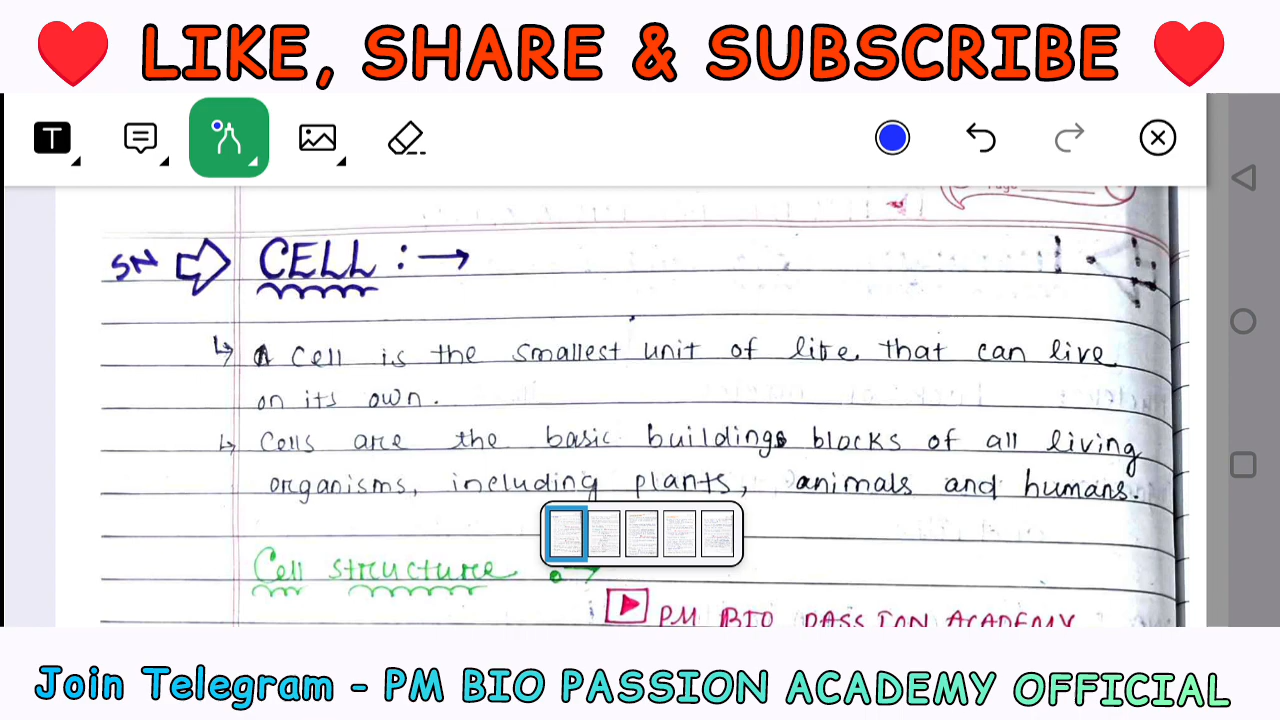 LIKE, SHARE & SUBSCRIBE
T
SN CELL :→
↳ A Cell is the smallest unit of life that can live
on its own.
↳ Cells are the basic buildings blocks of all living
organisms, including plants, animals and humans.
Cell structure :→
PM BIO PASSION ACADEMY
Join Telegram - PM BIO PASSION ACADEMY OFFICIAL